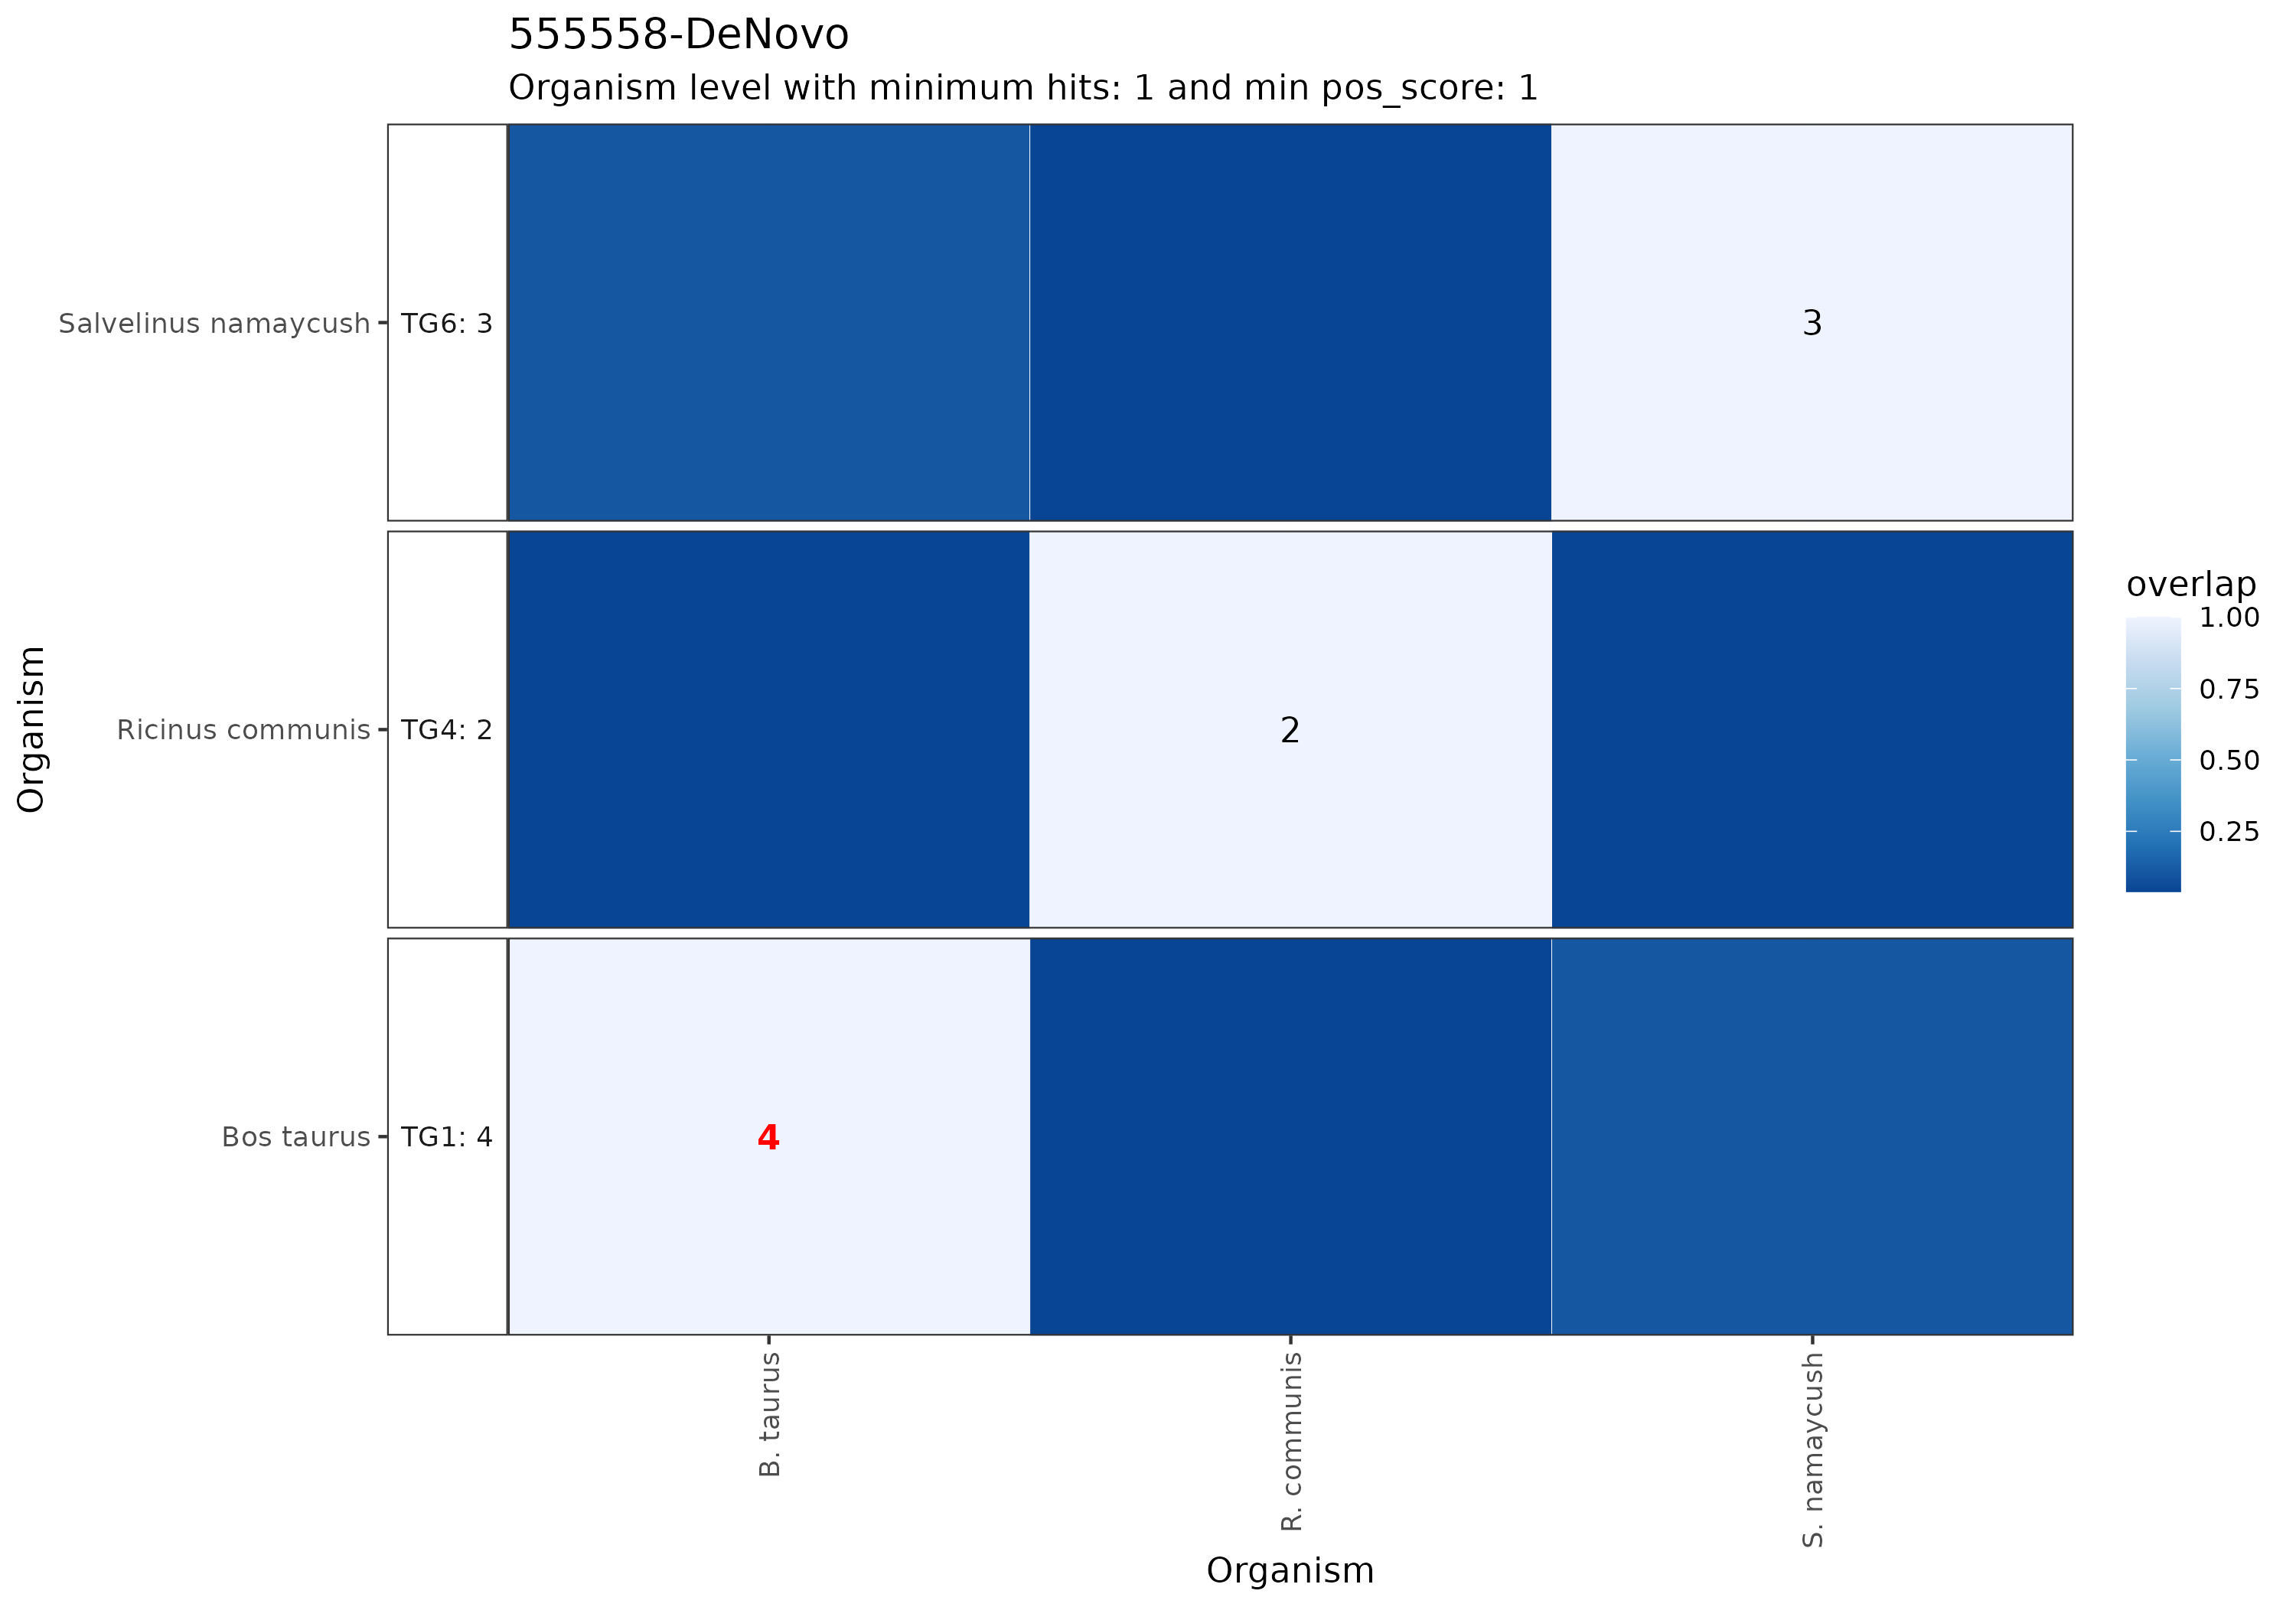 555558-DeNovo
Organism level with minimum hits: 1 and min pos_score: 1
Salvelinus namaycush
TG6: 3
3
Ricinus communis
TG4: 2
2
Bos taurus
TG1: 4
4
Organism
B. taurus
R. communis
S. namaycush
Organism
overlap
1.00
0.75
0.50
0.25